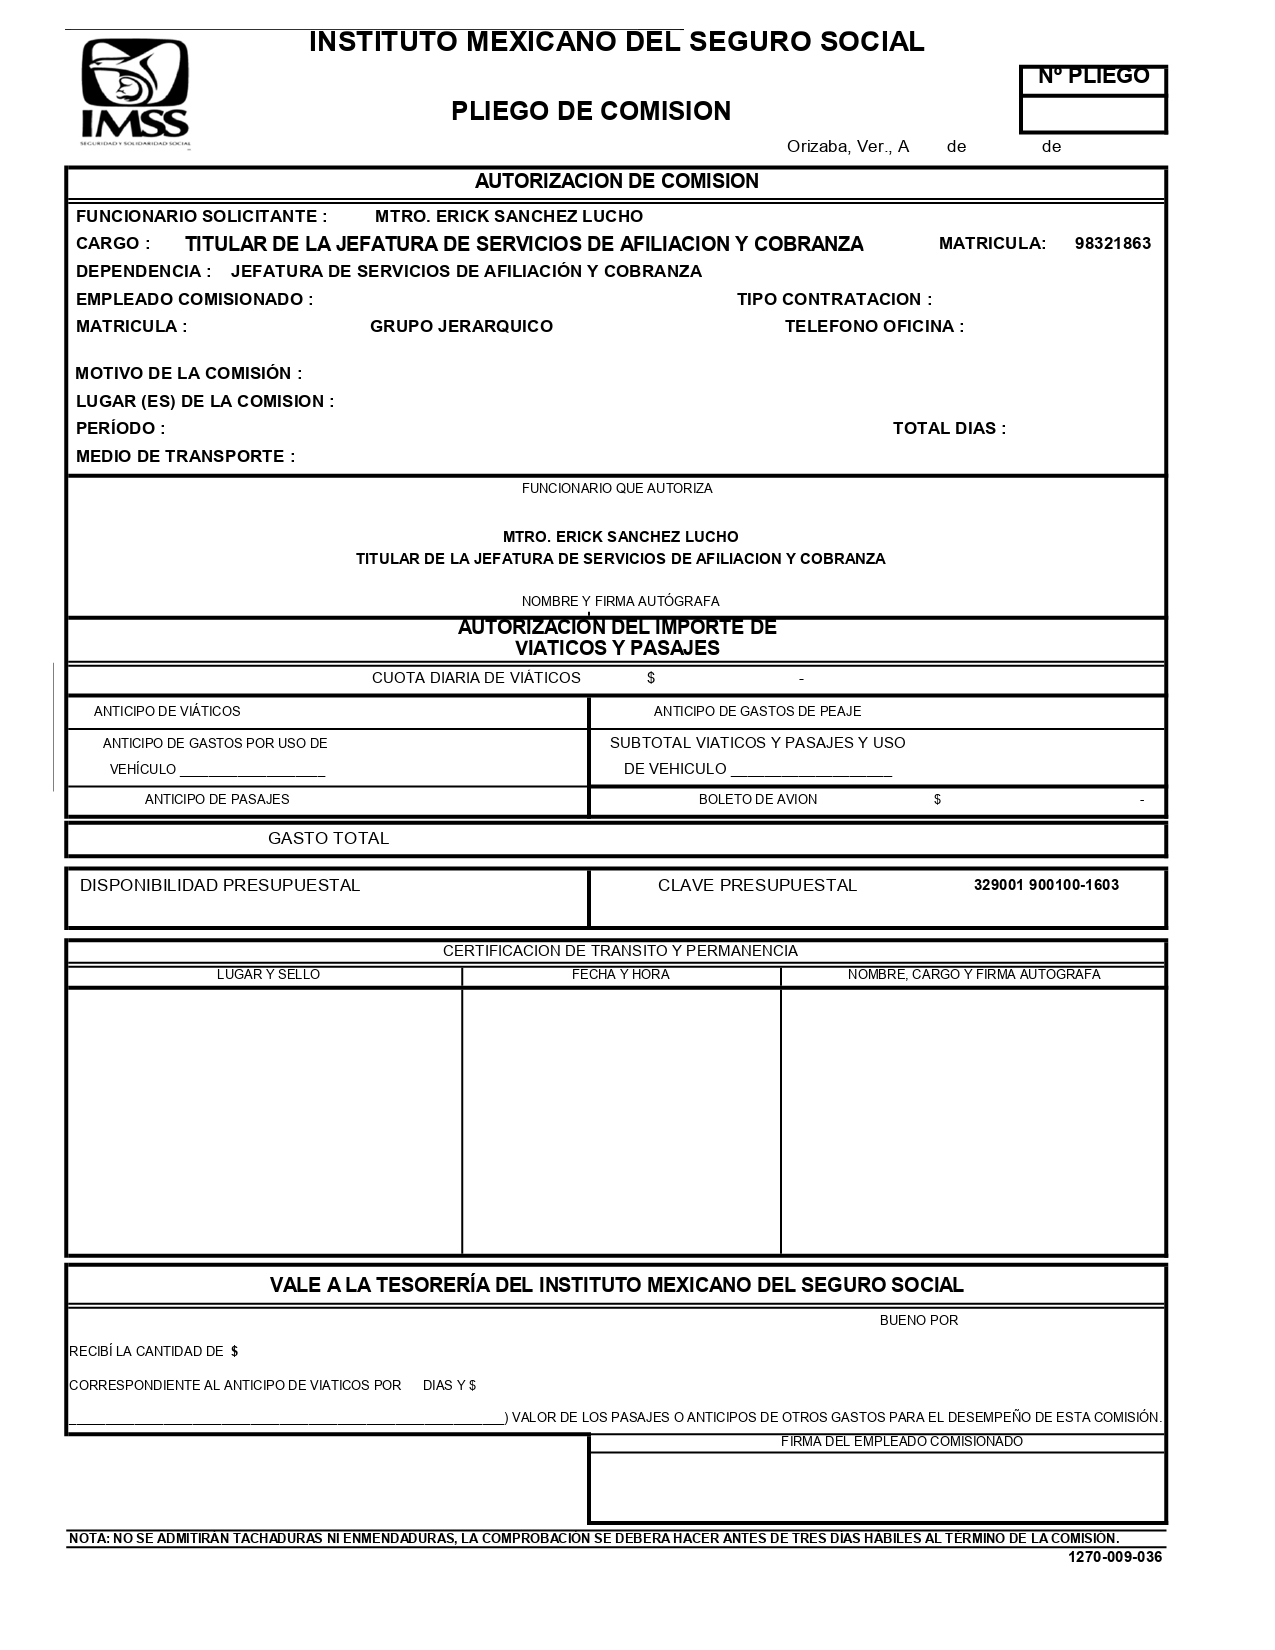 INSTITUTO MEXICANO DEL SEGURO SOCIAL
Nº PLIEGO
PLIEGO DE COMISION
IMSS
SEGURIDAD Y SOLIDARIDAD SOCIAL
Orizaba, Ver., A de de
AUTORIZACION DE COMISION
FUNCIONARIO SOLICITANTE : MTRO. ERICK SANCHEZ LUCHO
CARGO : TITULAR DE LA JEFATURA DE SERVICIOS DE AFILIACION Y COBRANZA MATRICULA: 98321863
DEPENDENCIA : JEFATURA DE SERVICIOS DE AFILIACIÓN Y COBRANZA
EMPLEADO COMISIONADO : TIPO CONTRATACION :
MATRICULA : GRUPO JERARQUICO TELEFONO OFICINA :
MOTIVO DE LA COMISIÓN :
LUGAR (ES) DE LA COMISION :
PERÍODO : TOTAL DIAS :
MEDIO DE TRANSPORTE :
FUNCIONARIO QUE AUTORIZA
MTRO. ERICK SANCHEZ LUCHO
TITULAR DE LA JEFATURA DE SERVICIOS DE AFILIACION Y COBRANZA
NOMBRE Y FIRMA AUTÓGRAFA
AUTORIZACION DEL IMPORTE DE
VIATICOS Y PASAJES
CUOTA DIARIA DE VIÁTICOS $ -
ANTICIPO DE VIÁTICOS ANTICIPO DE GASTOS DE PEAJE
ANTICIPO DE GASTOS POR USO DE SUBTOTAL VIATICOS Y PASAJES Y USO
VEHÍCULO ____________________ DE VEHICULO ____________________
ANTICIPO DE PASAJES BOLETO DE AVION $ -
GASTO TOTAL
DISPONIBILIDAD PRESUPUESTAL CLAVE PRESUPUESTAL 329001 900100-1603
CERTIFICACION DE TRANSITO Y PERMANENCIA
LUGAR Y SELLO FECHA Y HORA NOMBRE, CARGO Y FIRMA AUTOGRAFA
VALE A LA TESORERÍA DEL INSTITUTO MEXICANO DEL SEGURO SOCIAL
BUENO POR
RECIBÍ LA CANTIDAD DE $
CORRESPONDIENTE AL ANTICIPO DE VIATICOS POR DIAS Y $
____________________________________________________________) VALOR DE LOS PASAJES O ANTICIPOS DE OTROS GASTOS PARA EL DESEMPEÑO DE ESTA COMISIÓN.
FIRMA DEL EMPLEADO COMISIONADO
NOTA: NO SE ADMITIRÁN TACHADURAS NI ENMENDADURAS, LA COMPROBACIÓN SE DEBERÁ HACER ANTES DE TRES DÍAS HÁBILES AL TÉRMINO DE LA COMISIÓN.
1270-009-036